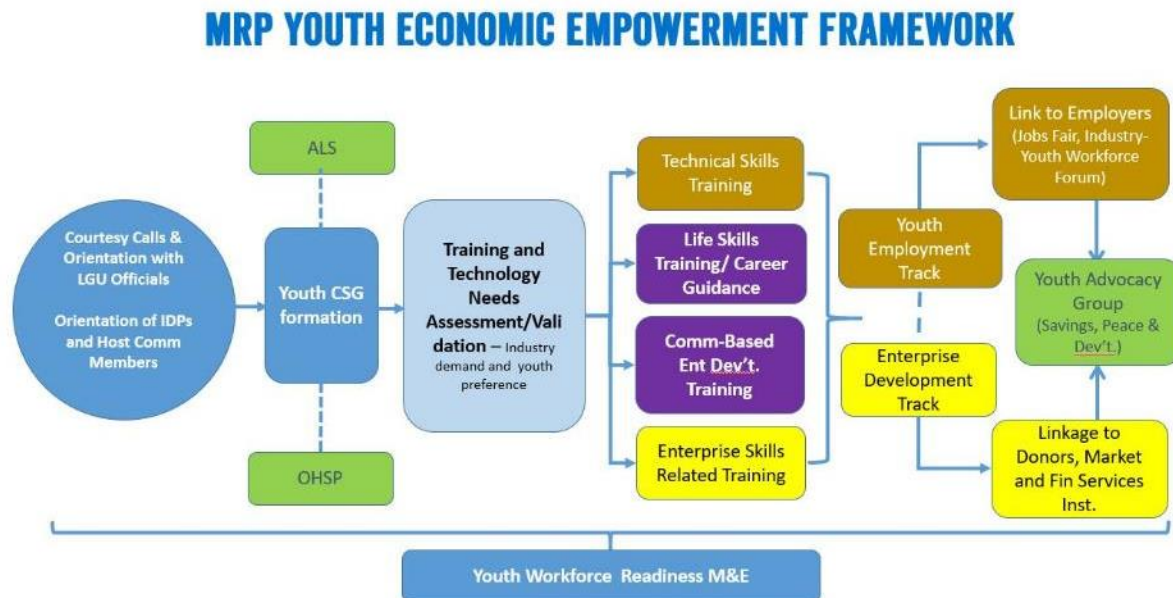 MRP YOUTH ECONOMIC EMPOWERMENT FRAMEWORK
Courtesy Calls &
Orientation with
LGU Officials
Orientation of IDPs
and Host Comm
Members
ALS
Youth CSG
formation
OHSP
Training and
Technology
Needs
Assessment/Vali
dation – Industry
demand and youth
preference
Technical Skills
Training
Life Skills
Training/ Career
Guidance
Comm-Based
Ent Dev't.
Training
Enterprise Skills
Related Training
Youth
Employment
Track
Enterprise
Development
Track
Link to Employers
(Jobs Fair, Industry-
Youth Workforce
Forum)
Youth Advocacy
Group
(Savings, Peace &
Dev't.)
Linkage to
Donors, Market
and Fin Services
Inst.
Youth Workforce Readiness M&E